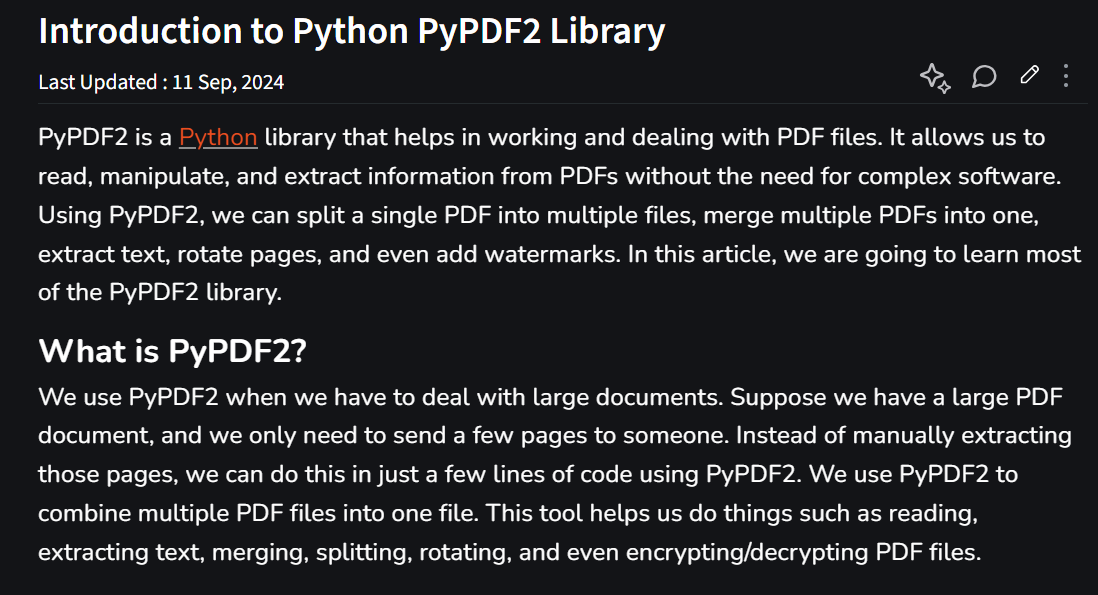 Introduction to Python PyPDF2 Library
Last Updated : 11 Sep, 2024
PyPDF2 is a Python library that helps in working and dealing with PDF files. It allows us to
read, manipulate, and extract information from PDFs without the need for complex software.
Using PyPDF2, we can split a single PDF into multiple files, merge multiple PDFs into one,
extract text, rotate pages, and even add watermarks. In this article, we are going to learn most
of the PyPDF2 library.
What is PyPDF2?
We use PyPDF2 when we have to deal with large documents. Suppose we have a large PDF
document, and we only need to send a few pages to someone. Instead of manually extracting
those pages, we can do this in just a few lines of code using PyPDF2. We use PyPDF2 to
combine multiple PDF files into one file. This tool helps us do things such as reading,
extracting text, merging, splitting, rotating, and even encrypting/decrypting PDF files.